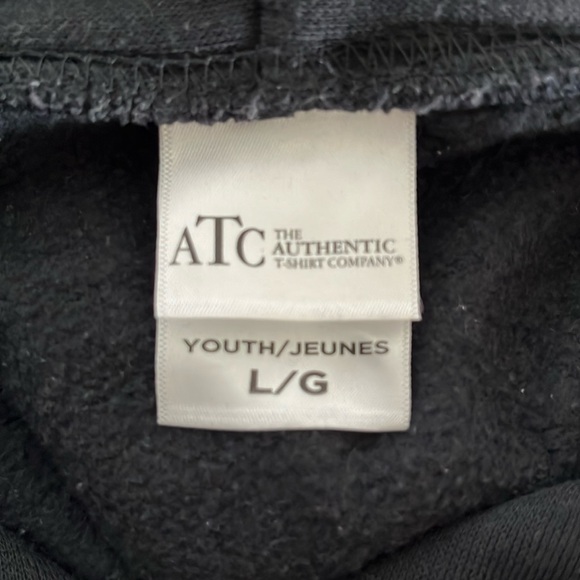 ATC THE
AUTHENTIC
T-SHIRT COMPANY®
YOUTH/JEUNES
L/G